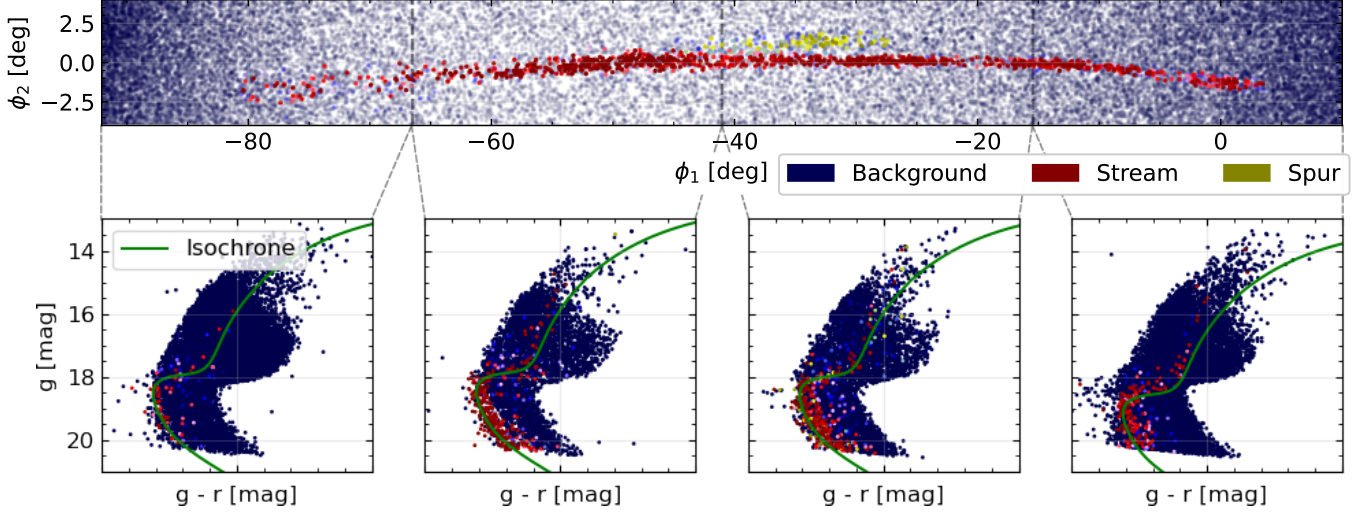 ϕ2 [deg]
2.5
0.0
−2.5
−80
−60
−40
−20
0
ϕ1 [deg]
Background
Stream
Spur
Isochrone
g [mag]
14
16
18
20
g - r [mag]
g - r [mag]
g - r [mag]
g - r [mag]